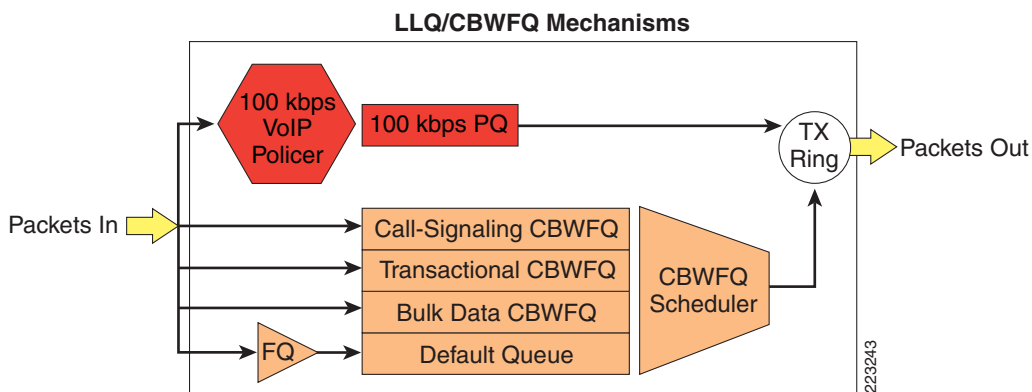 LLQ/CBWFQ Mechanisms
100 kbps
VoIP
Policer
100 kbps PQ
TX
Ring
Packets Out
Packets In
Call-Signaling CBWFQ
Transactional CBWFQ
CBWFQ
Scheduler
Bulk Data CBWFQ
FQ
Default Queue
223243